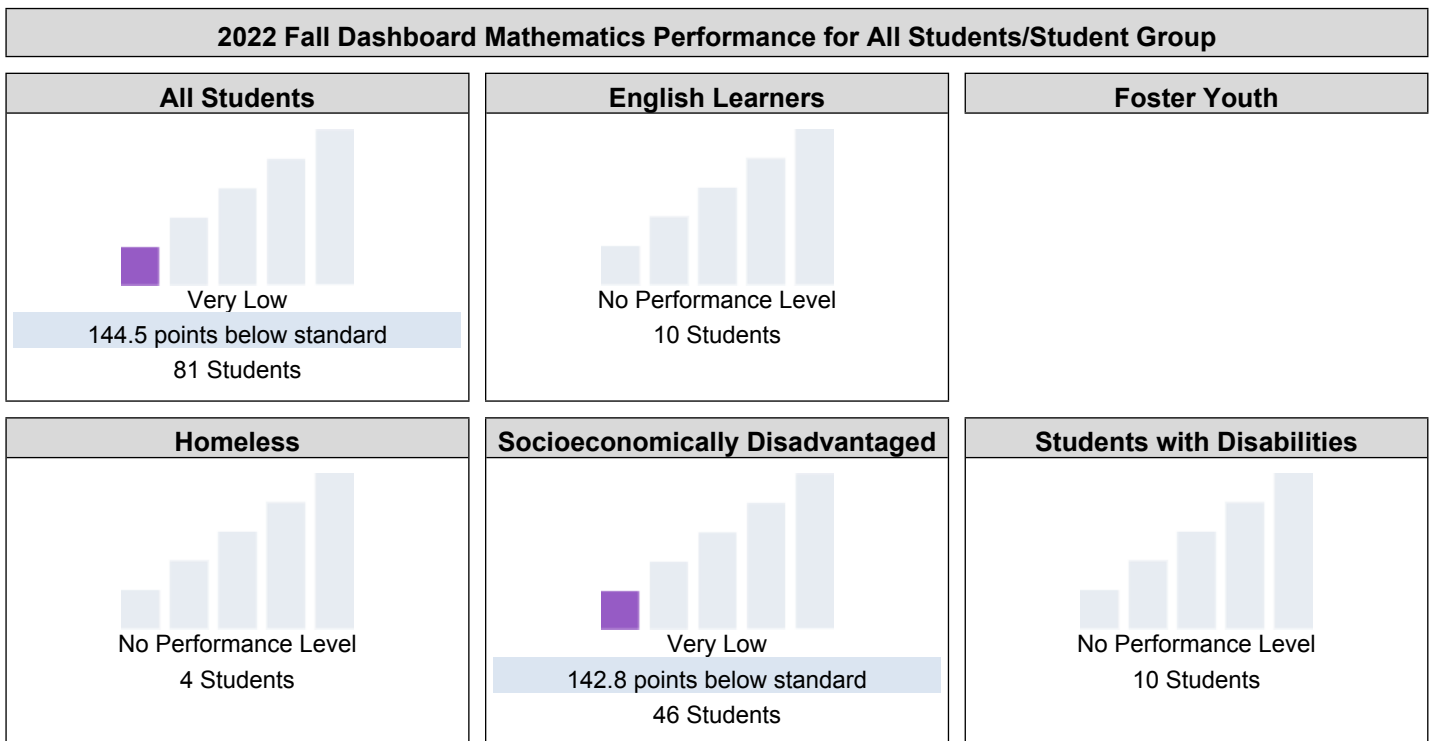 2022 Fall Dashboard Mathematics Performance for All Students/Student Group
All Students
Very Low
144.5 points below standard
81 Students
English Learners
No Performance Level
10 Students
Foster Youth
Homeless
No Performance Level
4 Students
Socioeconomically Disadvantaged
Very Low
142.8 points below standard
46 Students
Students with Disabilities
No Performance Level
10 Students